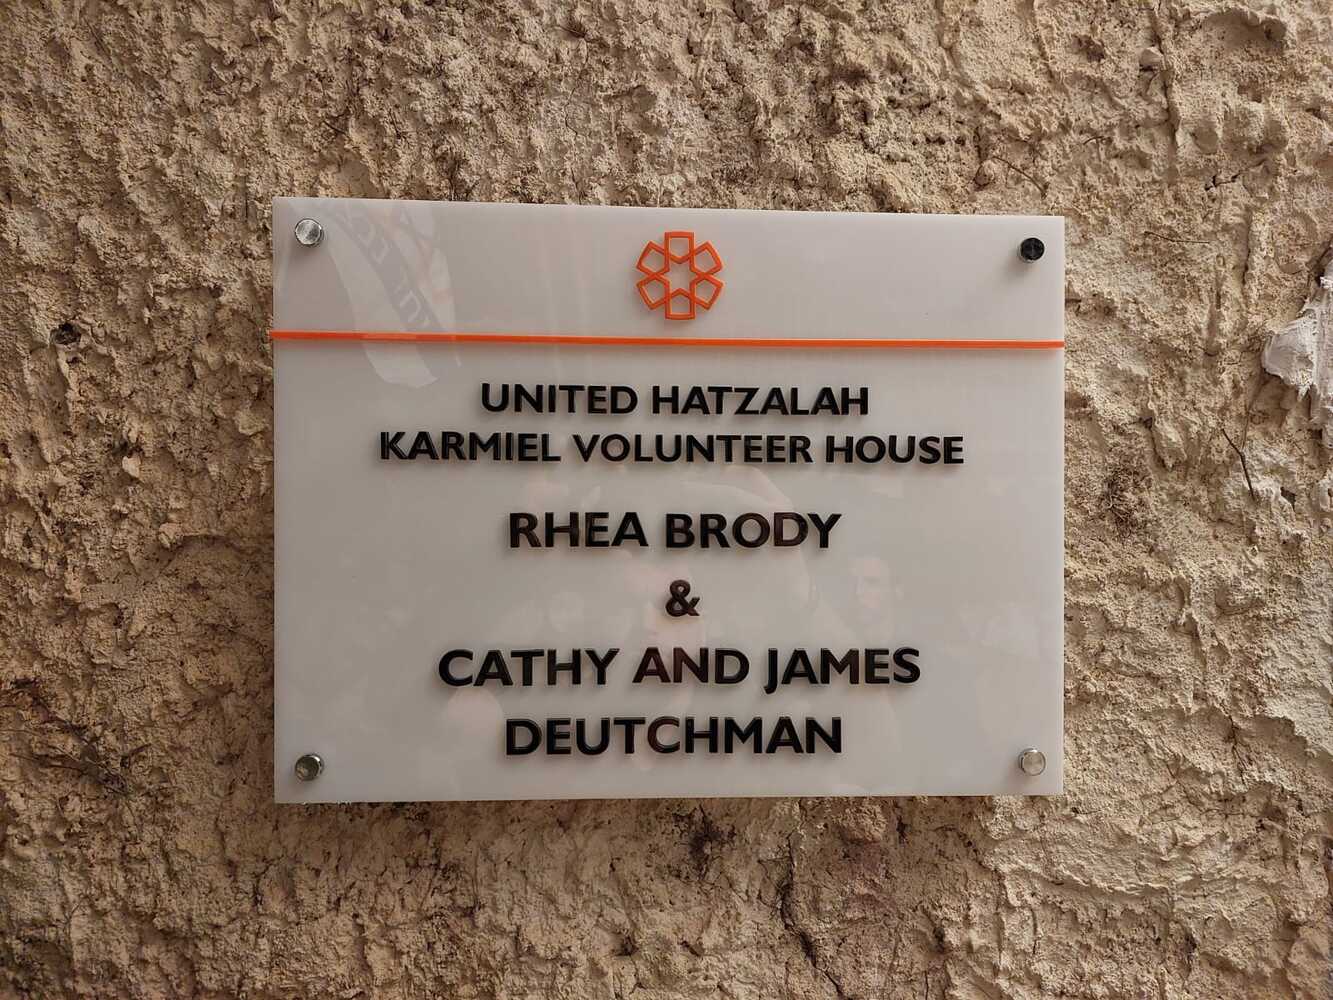 UNITED HATZALAH
KARMIEL VOLUNTEER HOUSE
RHEA BRODY
&
CATHY AND JAMES
DEUTCHMAN